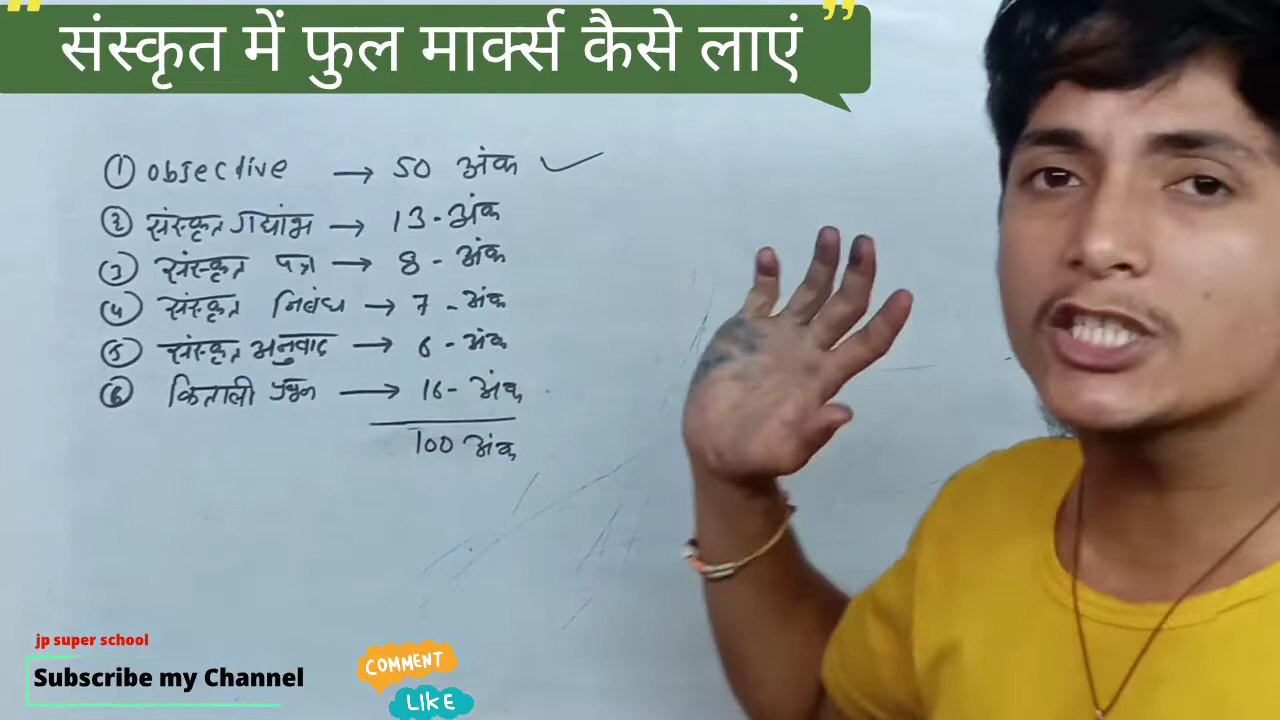 " संस्कृत में फुल मार्क्स कैसे लाएं "
① objective → 50 अंक ✓
② संस्कृत गद्यांश → 13 - अंक
③ संस्कृत पत्र → 8 - अंक
④ संस्कृत निबंध → 7 - अंक
⑤ संस्कृत अनुवाद → 6 - अंक
⑥ किताली प्रश्न → 16 - अंक
100 अंक
jp super school
Subscribe my Channel
COMMENT
LIKE